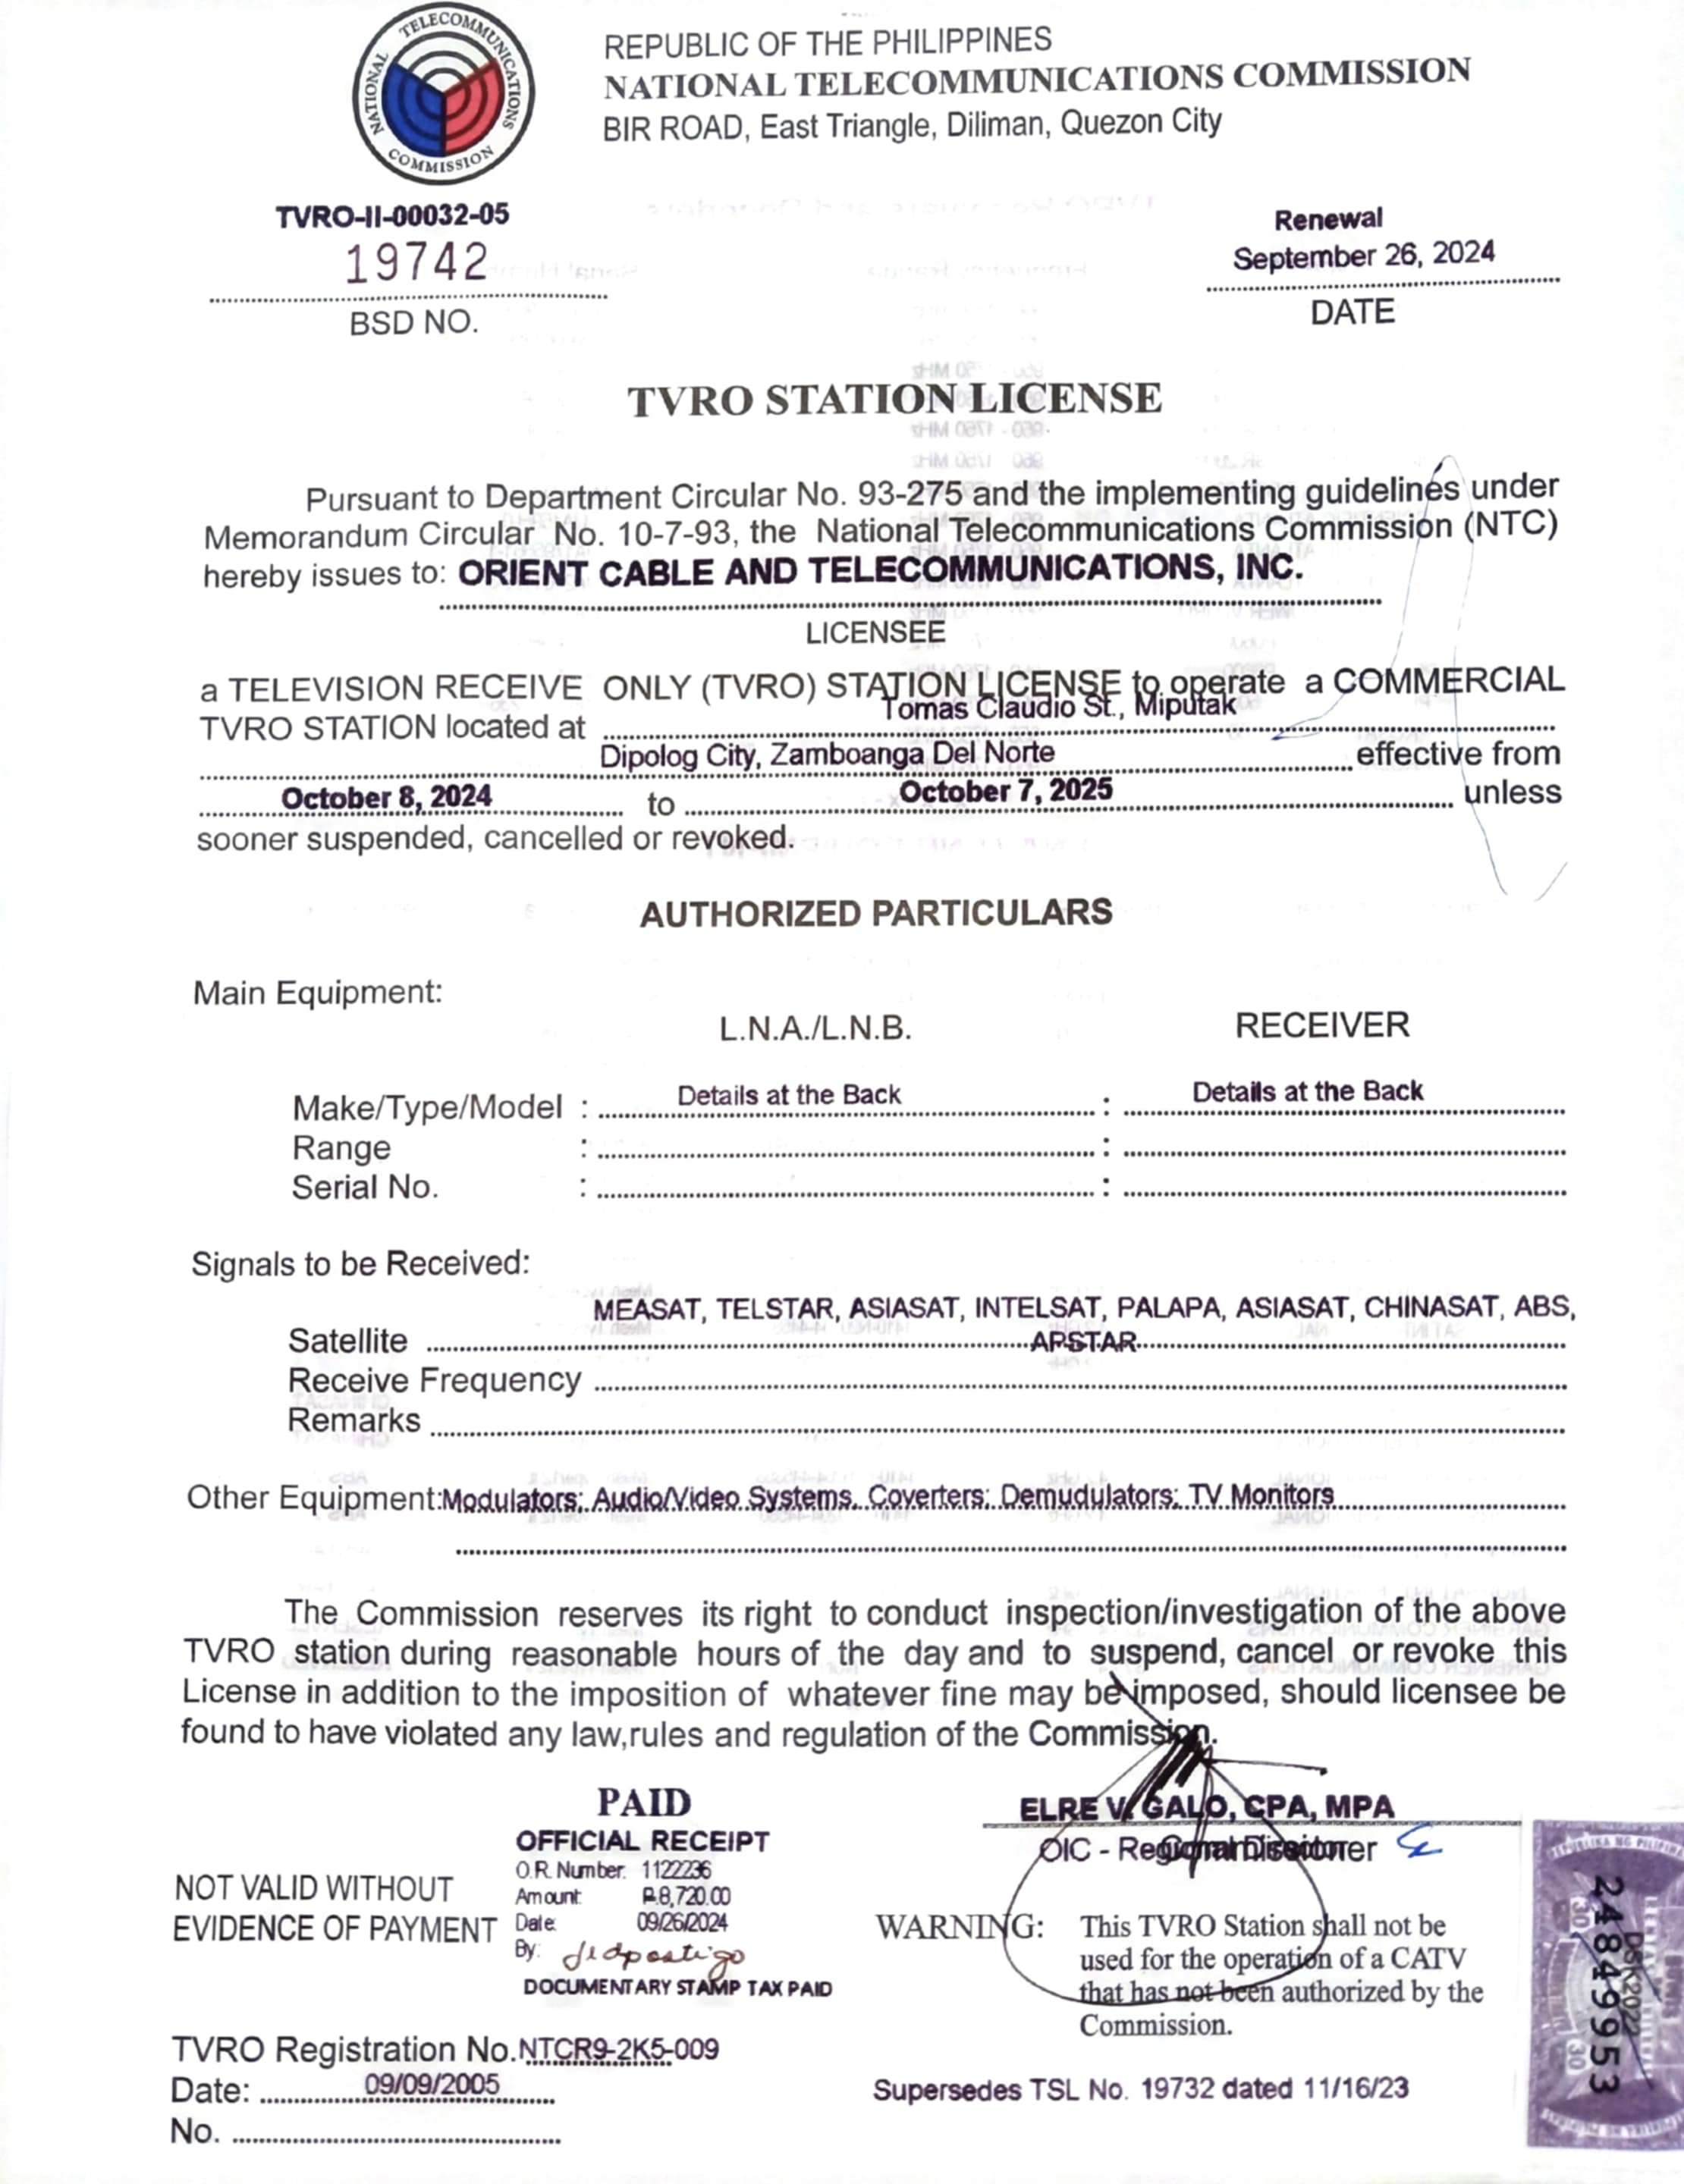 NATIONAL TELECOMMUNICATIONS COMMISSION
REPUBLIC OF THE PHILIPPINES
NATIONAL TELECOMMUNICATIONS COMMISSION
BIR ROAD, East Triangle, Diliman, Quezon City
TVRO-II-00032-05
19742
BSD NO.
Renewal
September 26, 2024
DATE
TVRO STATION LICENSE
Pursuant to Department Circular No. 93-275 and the implementing guidelines under
Memorandum Circular No. 10-7-93, the National Telecommunications Commission (NTC)
hereby issues to: ORIENT CABLE AND TELECOMMUNICATIONS, INC.
LICENSEE
a TELEVISION RECEIVE ONLY (TVRO) STATION LICENSE to operate a COMMERCIAL
TVRO STATION located at Tomas Claudio St., Miputak
Dipolog City, Zamboanga Del Norte effective from
October 8, 2024 to October 7, 2025 unless
sooner suspended, cancelled or revoked.
AUTHORIZED PARTICULARS
Main Equipment:
L.N.A./L.N.B. RECEIVER
Make/Type/Model : Details at the Back : Details at the Back
Range : :
Serial No. : :
Signals to be Received:
MEASAT, TELSTAR, ASIASAT, INTELSAT, PALAPA, ASIASAT, CHINASAT, ABS,
Satellite APSTAR
Receive Frequency
Remarks
Other Equipment: Modulators; Audio/Video Systems, Coverters; Demudulators; TV Monitors
The Commission reserves its right to conduct inspection/investigation of the above
TVRO station during reasonable hours of the day and to suspend, cancel or revoke this
License in addition to the imposition of whatever fine may be imposed, should licensee be
found to have violated any law,rules and regulation of the Commission.
PAID
OFFICIAL RECEIPT
O.R. Number: 1122236
Amount: ₱8,720.00
Date: 09/26/2024
By:
DOCUMENTARY STAMP TAX PAID
NOT VALID WITHOUT
EVIDENCE OF PAYMENT
ELRE V. GALO, CPA, MPA
OIC - Regional Director
Commissioner
WARNING: This TVRO Station shall not be
used for the operation of a CATV
that has not been authorized by the
Commission.
TVRO Registration No. NTCR9-2K5-009
Date: 09/09/2005
No.
Supersedes TSL No. 19732 dated 11/16/23
24849953
30
30